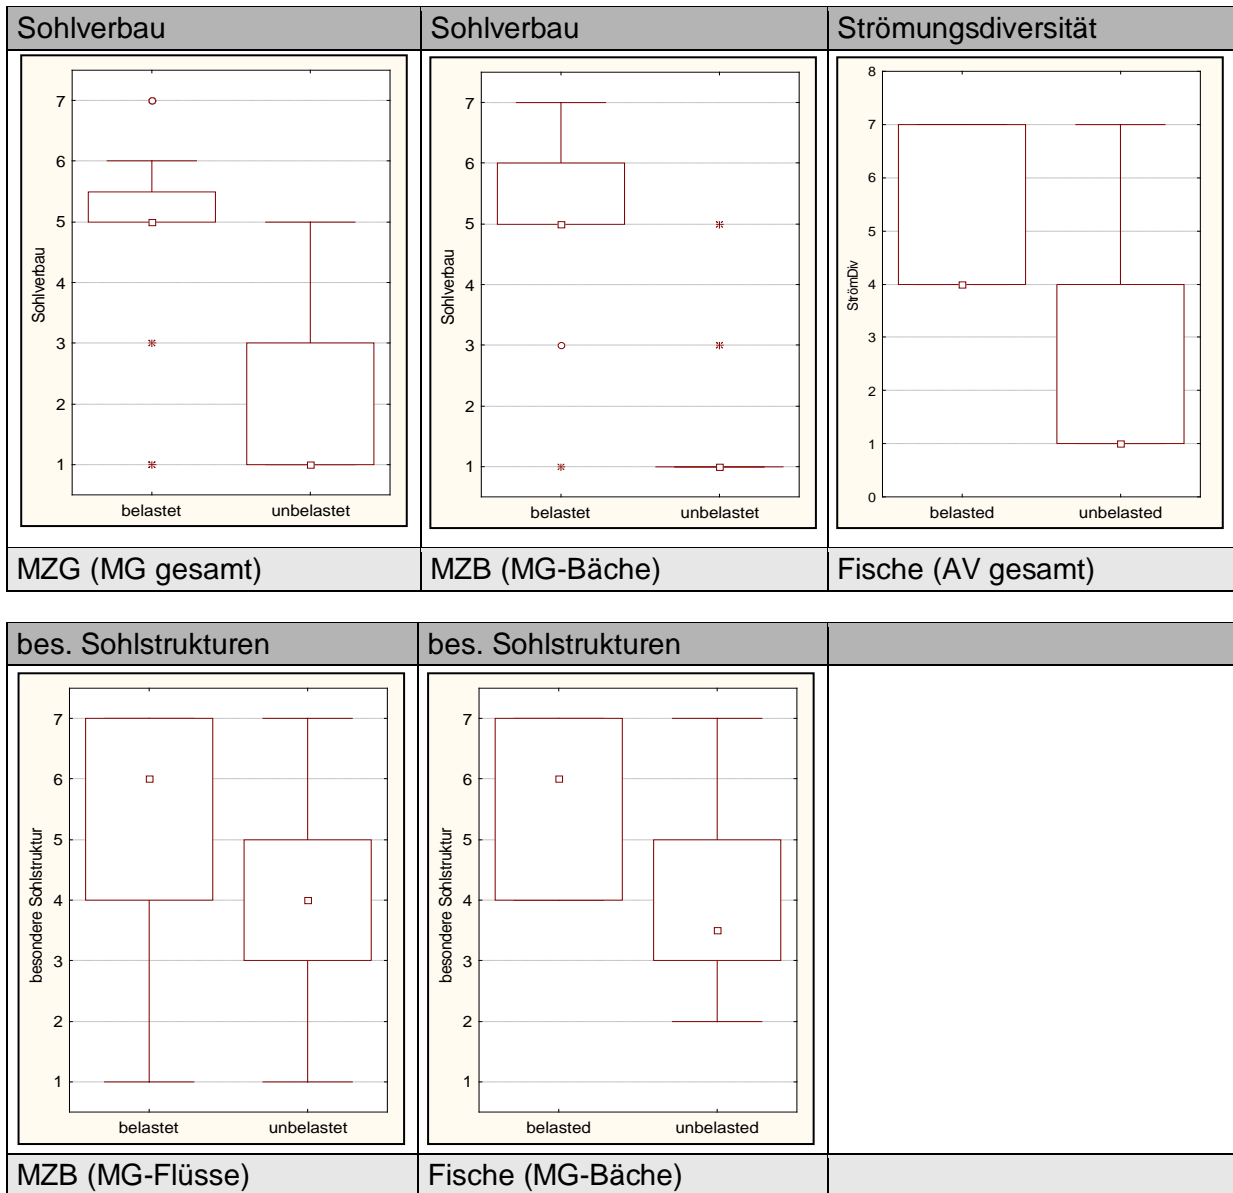 Sohlverbau
Sohlverbau
Strömungsdiversität
7
6
5
4
3
2
1
Sohlverbau
belastet
unbelastet
7
6
5
4
3
2
1
Sohlverbau
belastet
unbelastet
8
7
6
5
4
3
2
1
0
StrömDiv
belasted
unbelasted
MZG (MG gesamt)
MZB (MG-Bäche)
Fische (AV gesamt)
bes. Sohlstrukturen
bes. Sohlstrukturen
7
6
5
4
3
2
1
besondere Sohlstruktur
belastet
unbelastet
7
6
5
4
3
2
1
besondere Sohlstruktur
belasted
unbelasted
MZB (MG-Flüsse)
Fische (MG-Bäche)